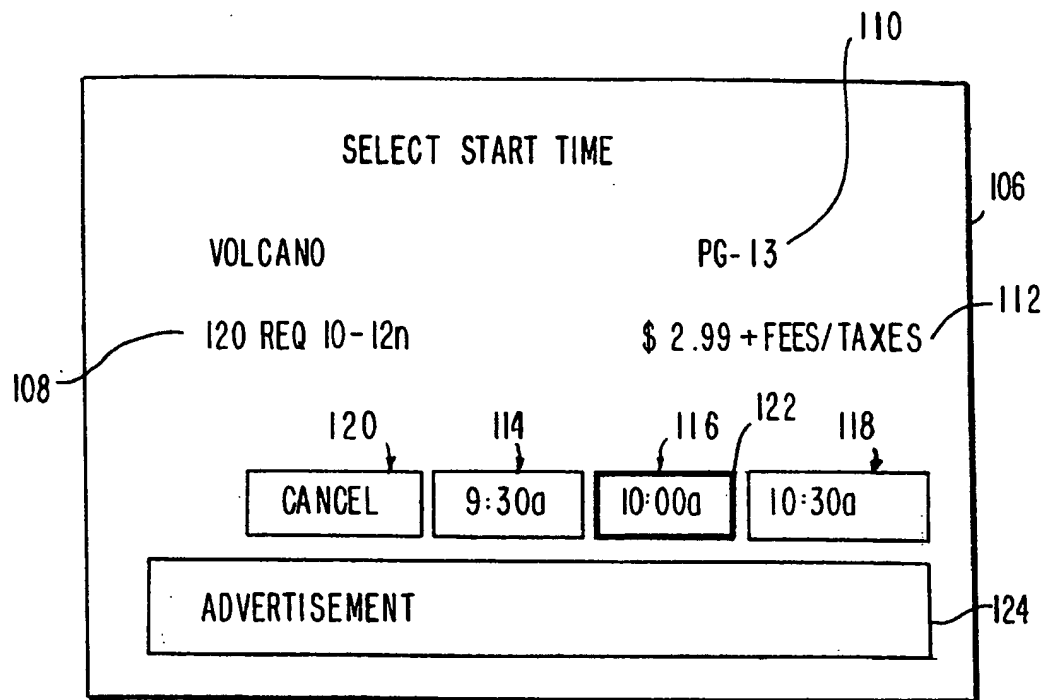 110
SELECT START TIME
106
VOLCANO PG-13
112
120 REQ 10-12n $ 2.99 + FEES/TAXES
108
120 114 116 122 118
CANCEL 9:30a 10:00a 10:30a
ADVERTISEMENT
124